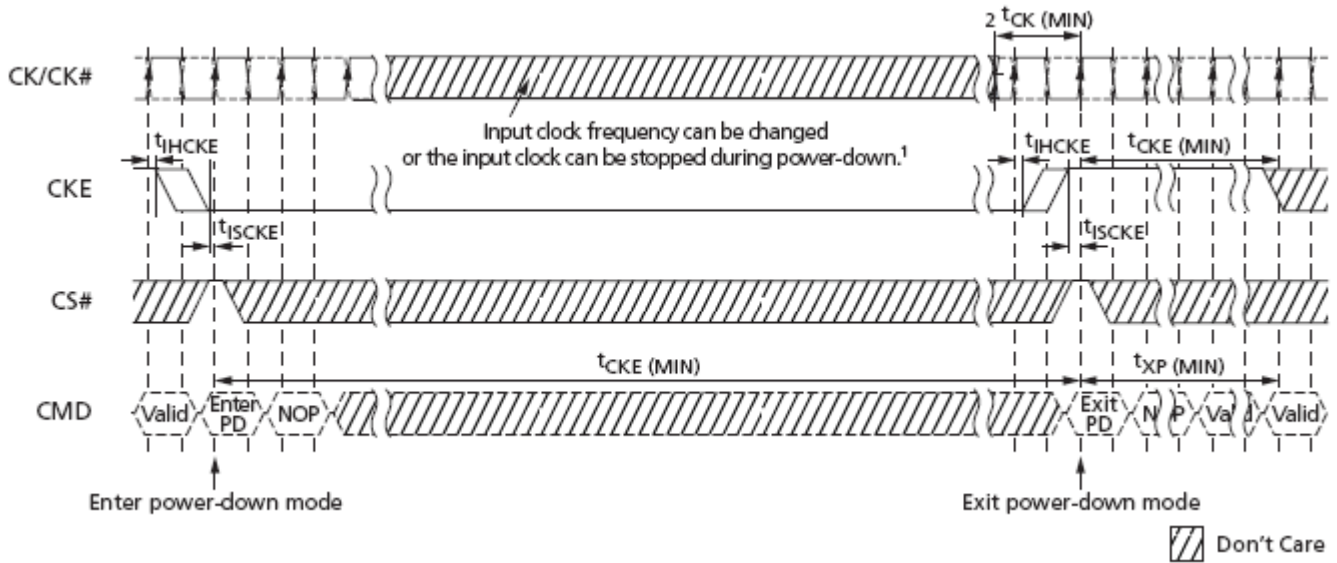 2 tCK (MIN)
CK/CK#
Input clock frequency can be changed
or the input clock can be stopped during power-down.1
tIHCKE
tIHCKE
tCKE (MIN)
CKE
tISCKE
tISCKE
CS#
tCKE (MIN)
tXP (MIN)
CMD
Valid
Enter
PD
NOP
Exit
PD
NOP
Valid
Valid
Enter power-down mode
Exit power-down mode
Don't Care